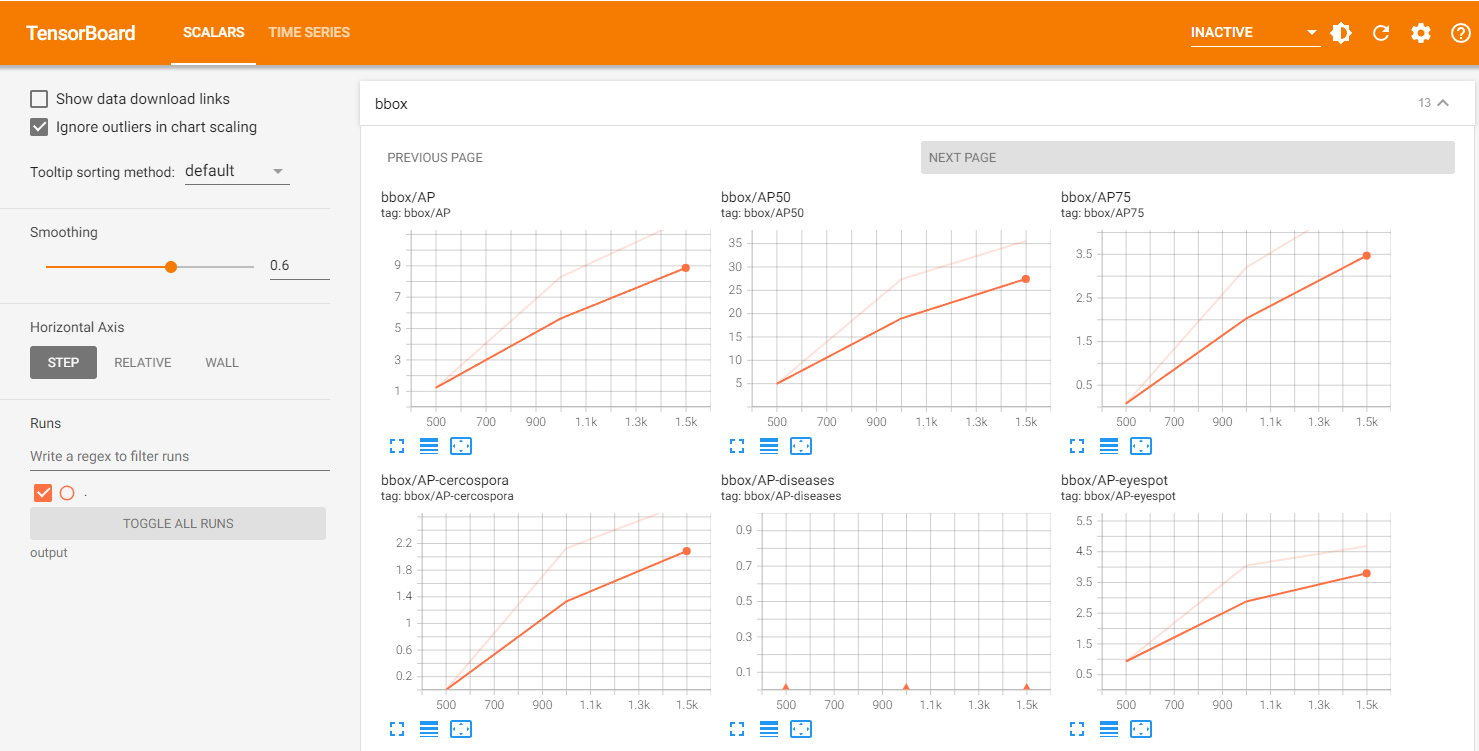 TensorBoard SCALARS TIME SERIES INACTIVE
Show data download links
Ignore outliers in chart scaling
Tooltip sorting method: default
Smoothing
0.6
Horizontal Axis
STEP RELATIVE WALL
Runs
Write a regex to filter runs
.
TOGGLE ALL RUNS
output
bbox 13
PREVIOUS PAGE NEXT PAGE
bbox/AP
tag: bbox/AP
9
7
5
3
1
500 700 900 1.1k 1.3k 1.5k
bbox/AP50
tag: bbox/AP50
35
30
25
20
15
10
5
500 700 900 1.1k 1.3k 1.5k
bbox/AP75
tag: bbox/AP75
3.5
2.5
1.5
0.5
500 700 900 1.1k 1.3k 1.5k
bbox/AP-cercospora
tag: bbox/AP-cercospora
2.2
1.8
1.4
1
0.6
0.2
500 700 900 1.1k 1.3k 1.5k
bbox/AP-diseases
tag: bbox/AP-diseases
0.9
0.7
0.5
0.3
0.1
500 700 900 1.1k 1.3k 1.5k
bbox/AP-eyespot
tag: bbox/AP-eyespot
5.5
4.5
3.5
2.5
1.5
0.5
500 700 900 1.1k 1.3k 1.5k